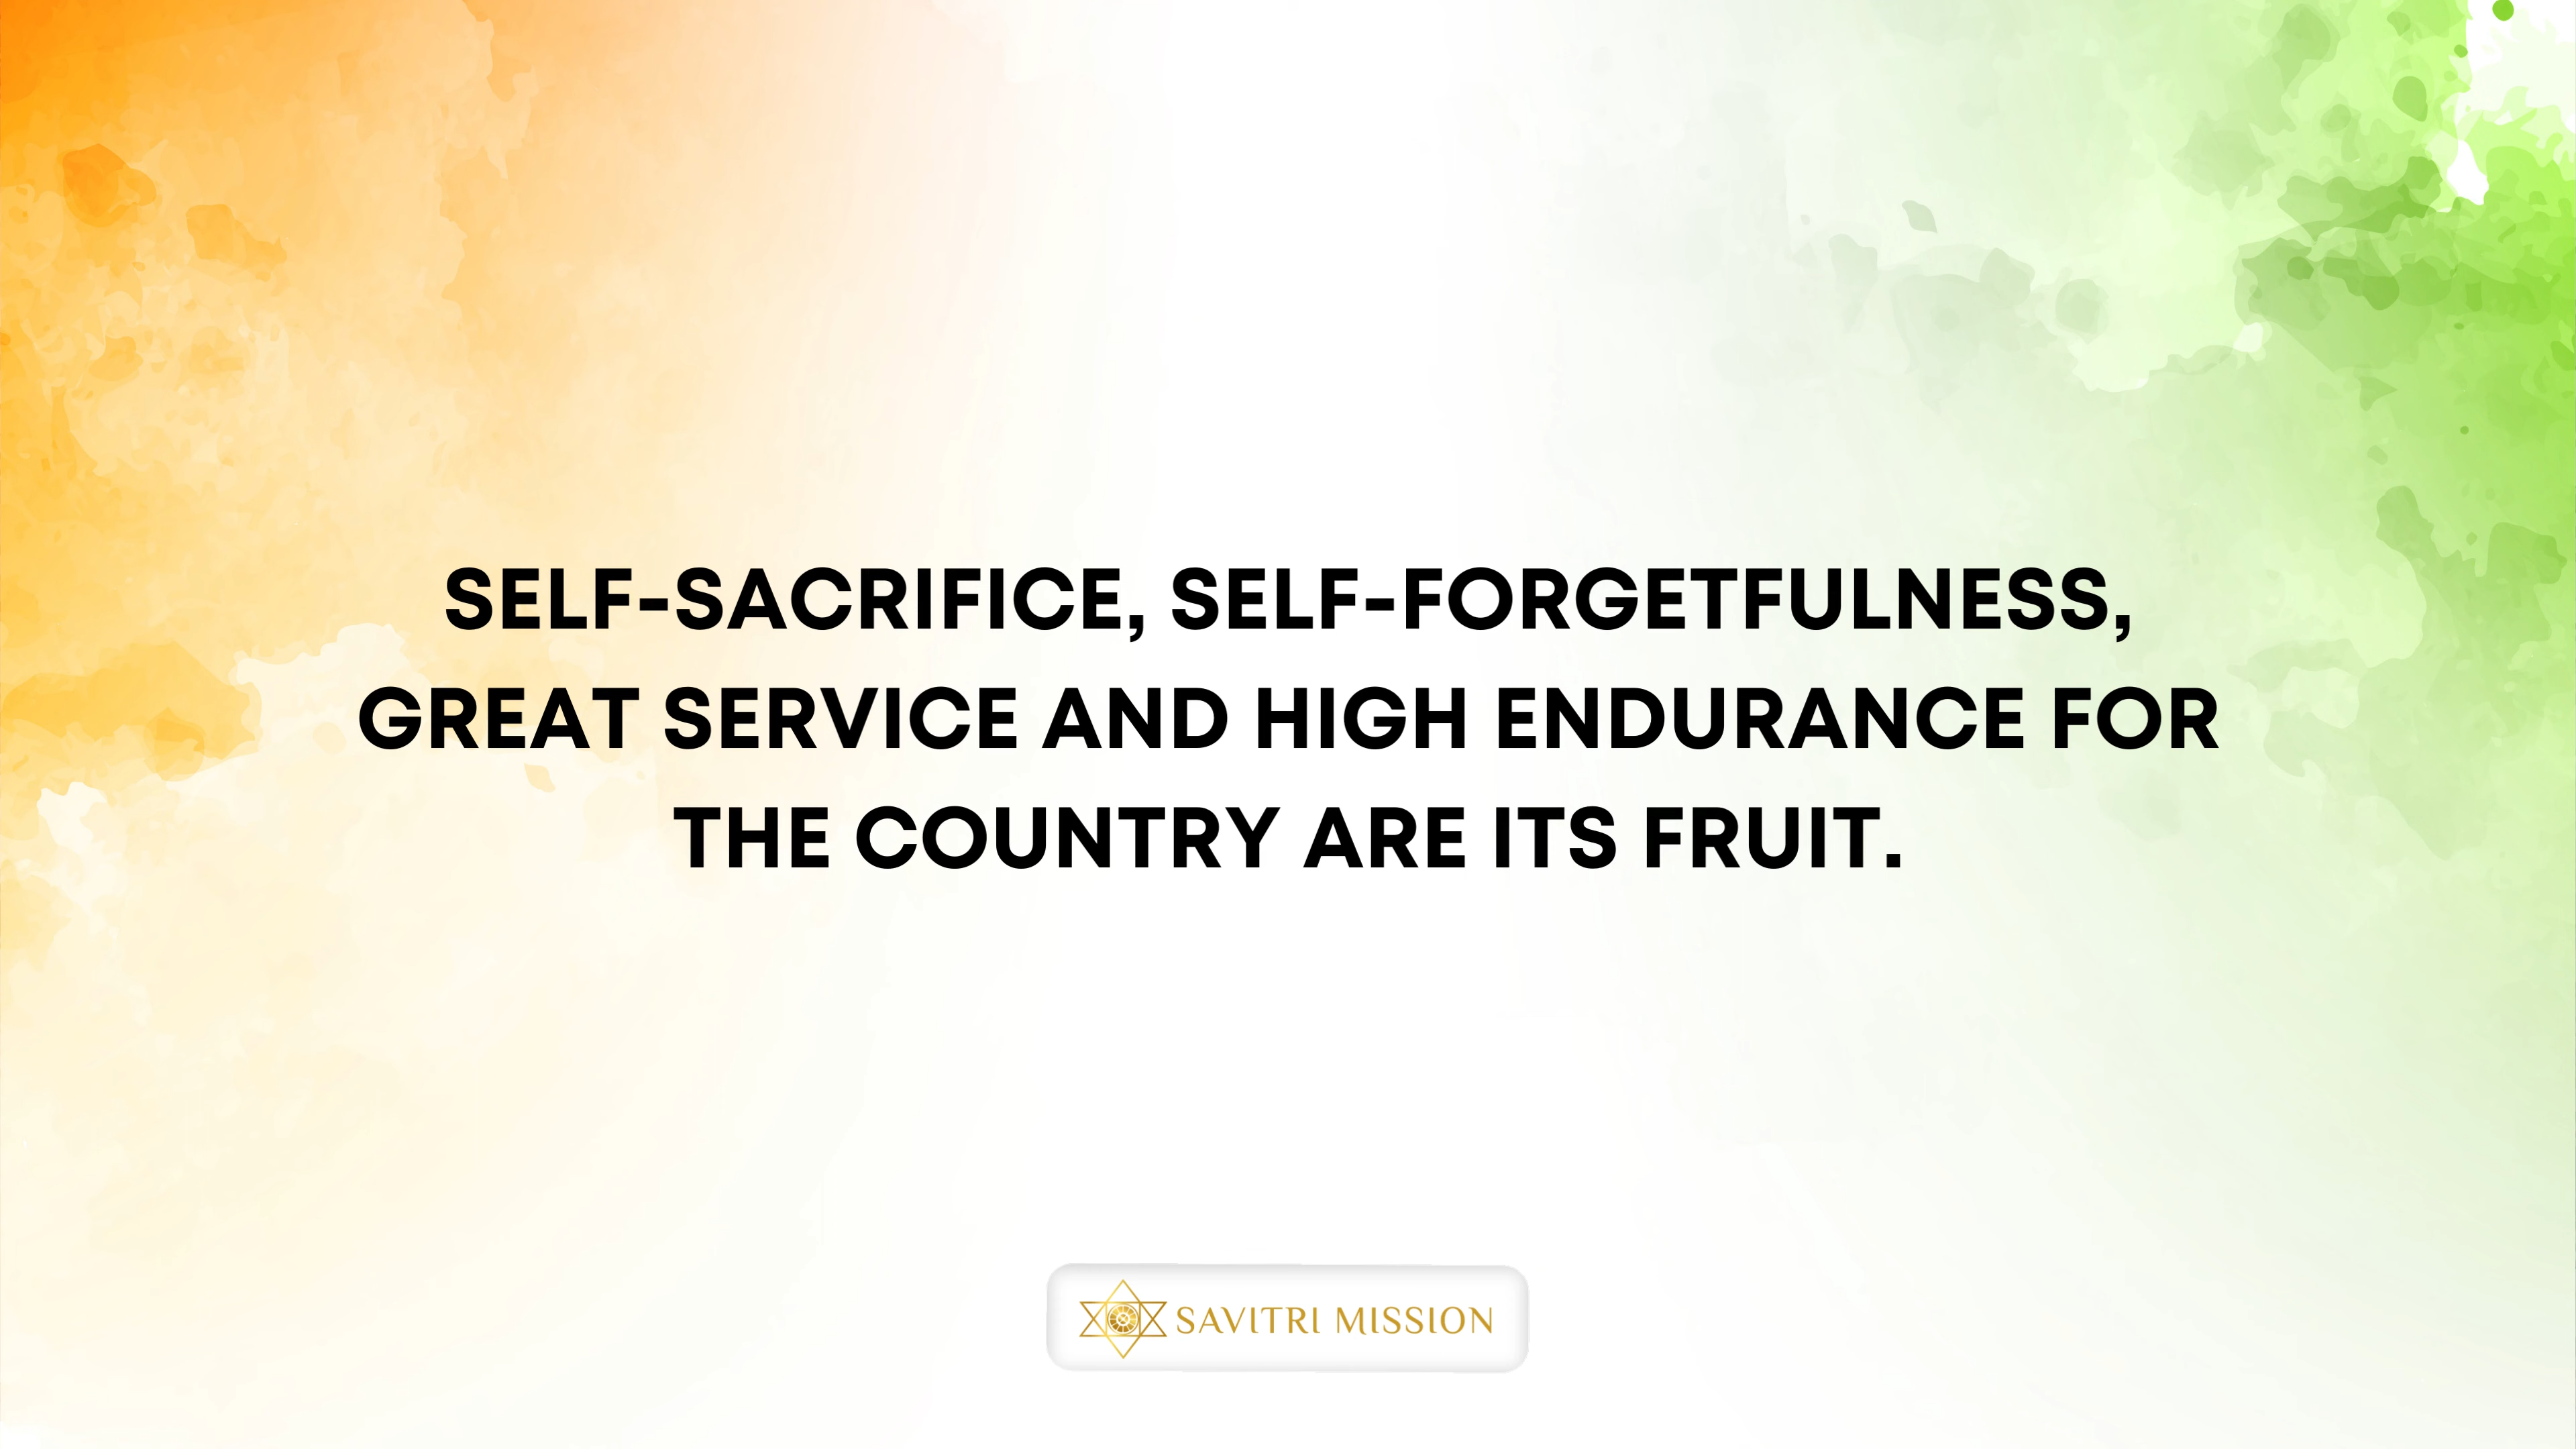 SELF-SACRIFICE, SELF-FORGETFULNESS,
GREAT SERVICE AND HIGH ENDURANCE FOR
THE COUNTRY ARE ITS FRUIT.
SAVITRI MISSION